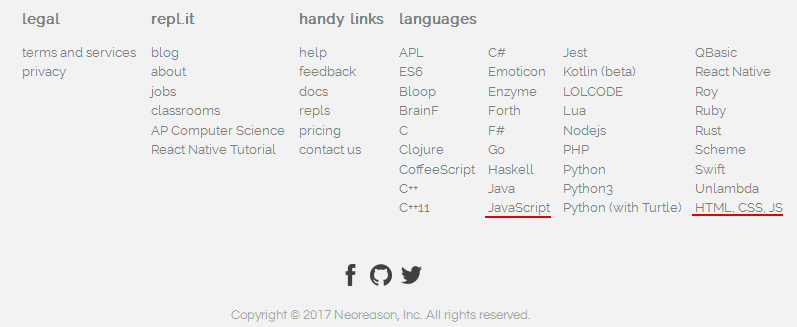 legal
terms and services
privacy
repl.it
blog
about
jobs
classrooms
AP Computer Science
React Native Tutorial
handy links
help
feedback
docs
repls
pricing
contact us
languages
APL
ES6
Bloop
BrainF
C
Clojure
CoffeeScript
C++
C++11
C#
Emoticon
Enzyme
Forth
F#
Go
Haskell
Java
JavaScript
Jest
Kotlin (beta)
LOLCODE
Lua
Nodejs
PHP
Python
Python3
Python (with Turtle)
QBasic
React Native
Roy
Ruby
Rust
Scheme
Swift
Unlambda
HTML, CSS, JS
Copyright © 2017 Neoreason, Inc. All rights reserved.